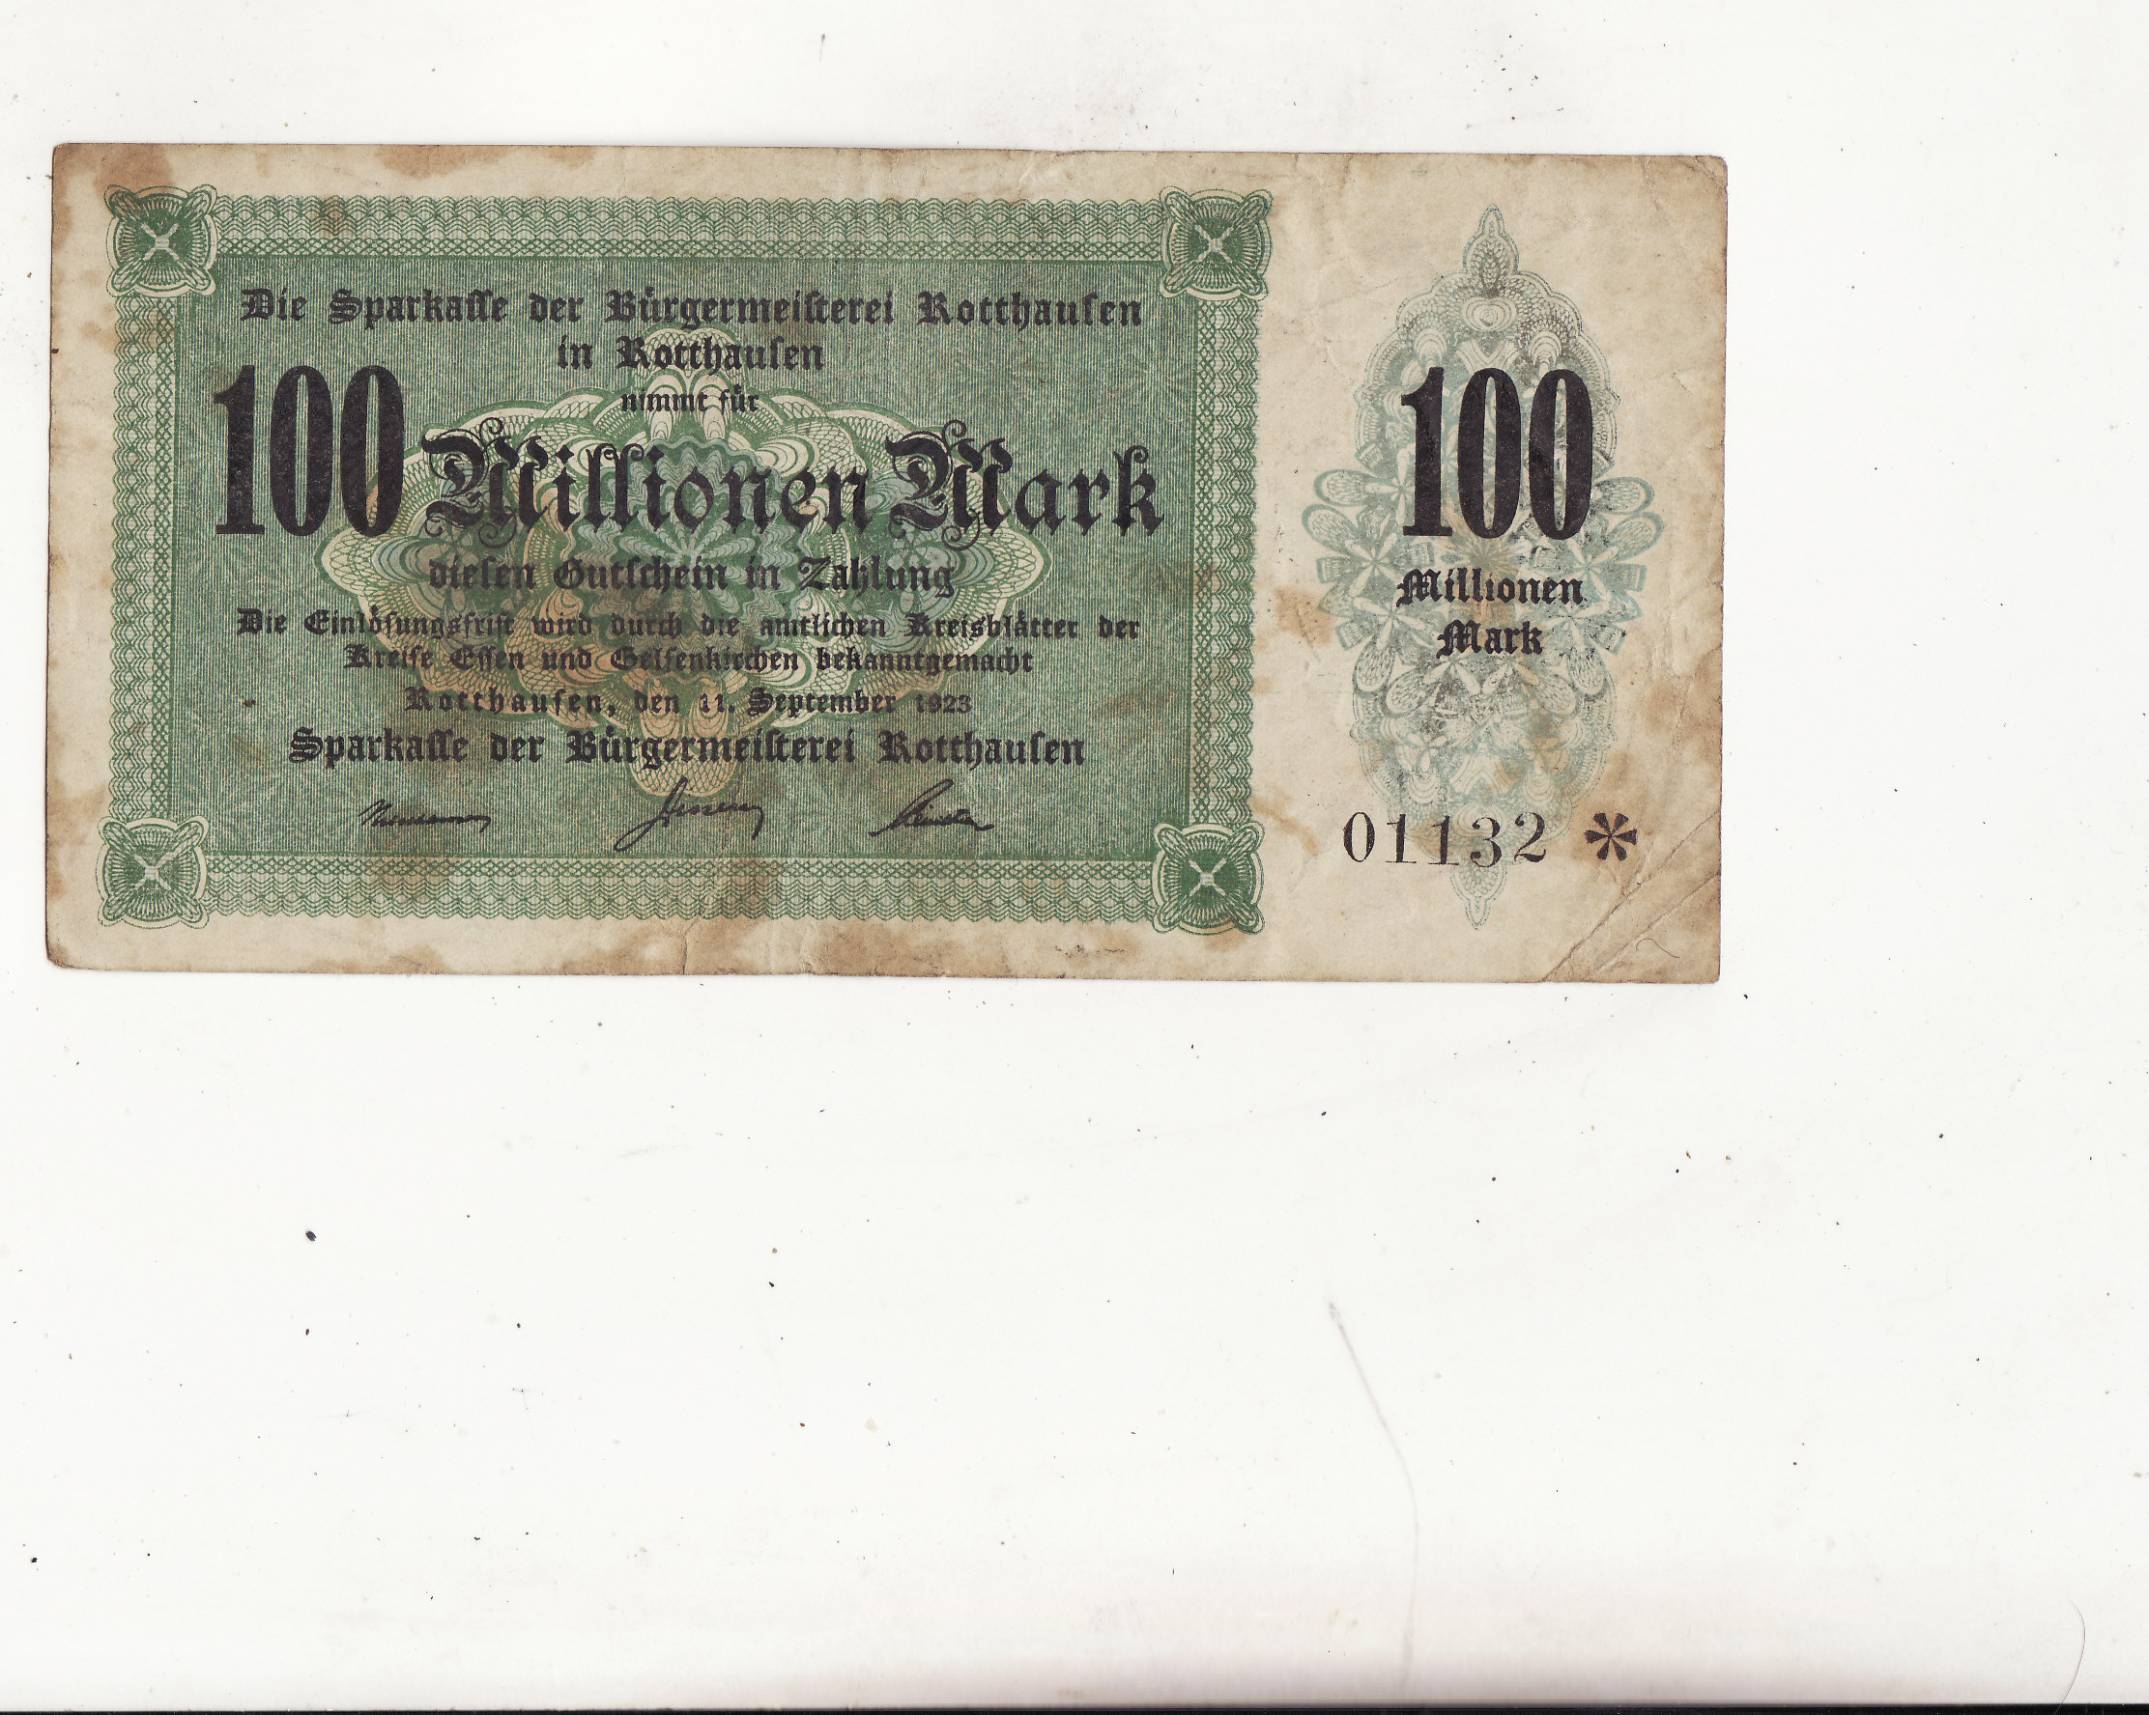 Die Sparkasse der Bürgermeisterei Rotthausen
in Rotthausen
nimmt für
100 Millionen Mark
diesen Gutschein in Zahlung
Die Einlösungsfrist wird durch die amtlichen Kreisblätter der
Kreise Essen und Gelsenkirchen bekanntgemacht
Rotthausen, den 11. September 1923
Sparkasse der Bürgermeisterei Rotthausen
100
Millionen
Mark
01132 *